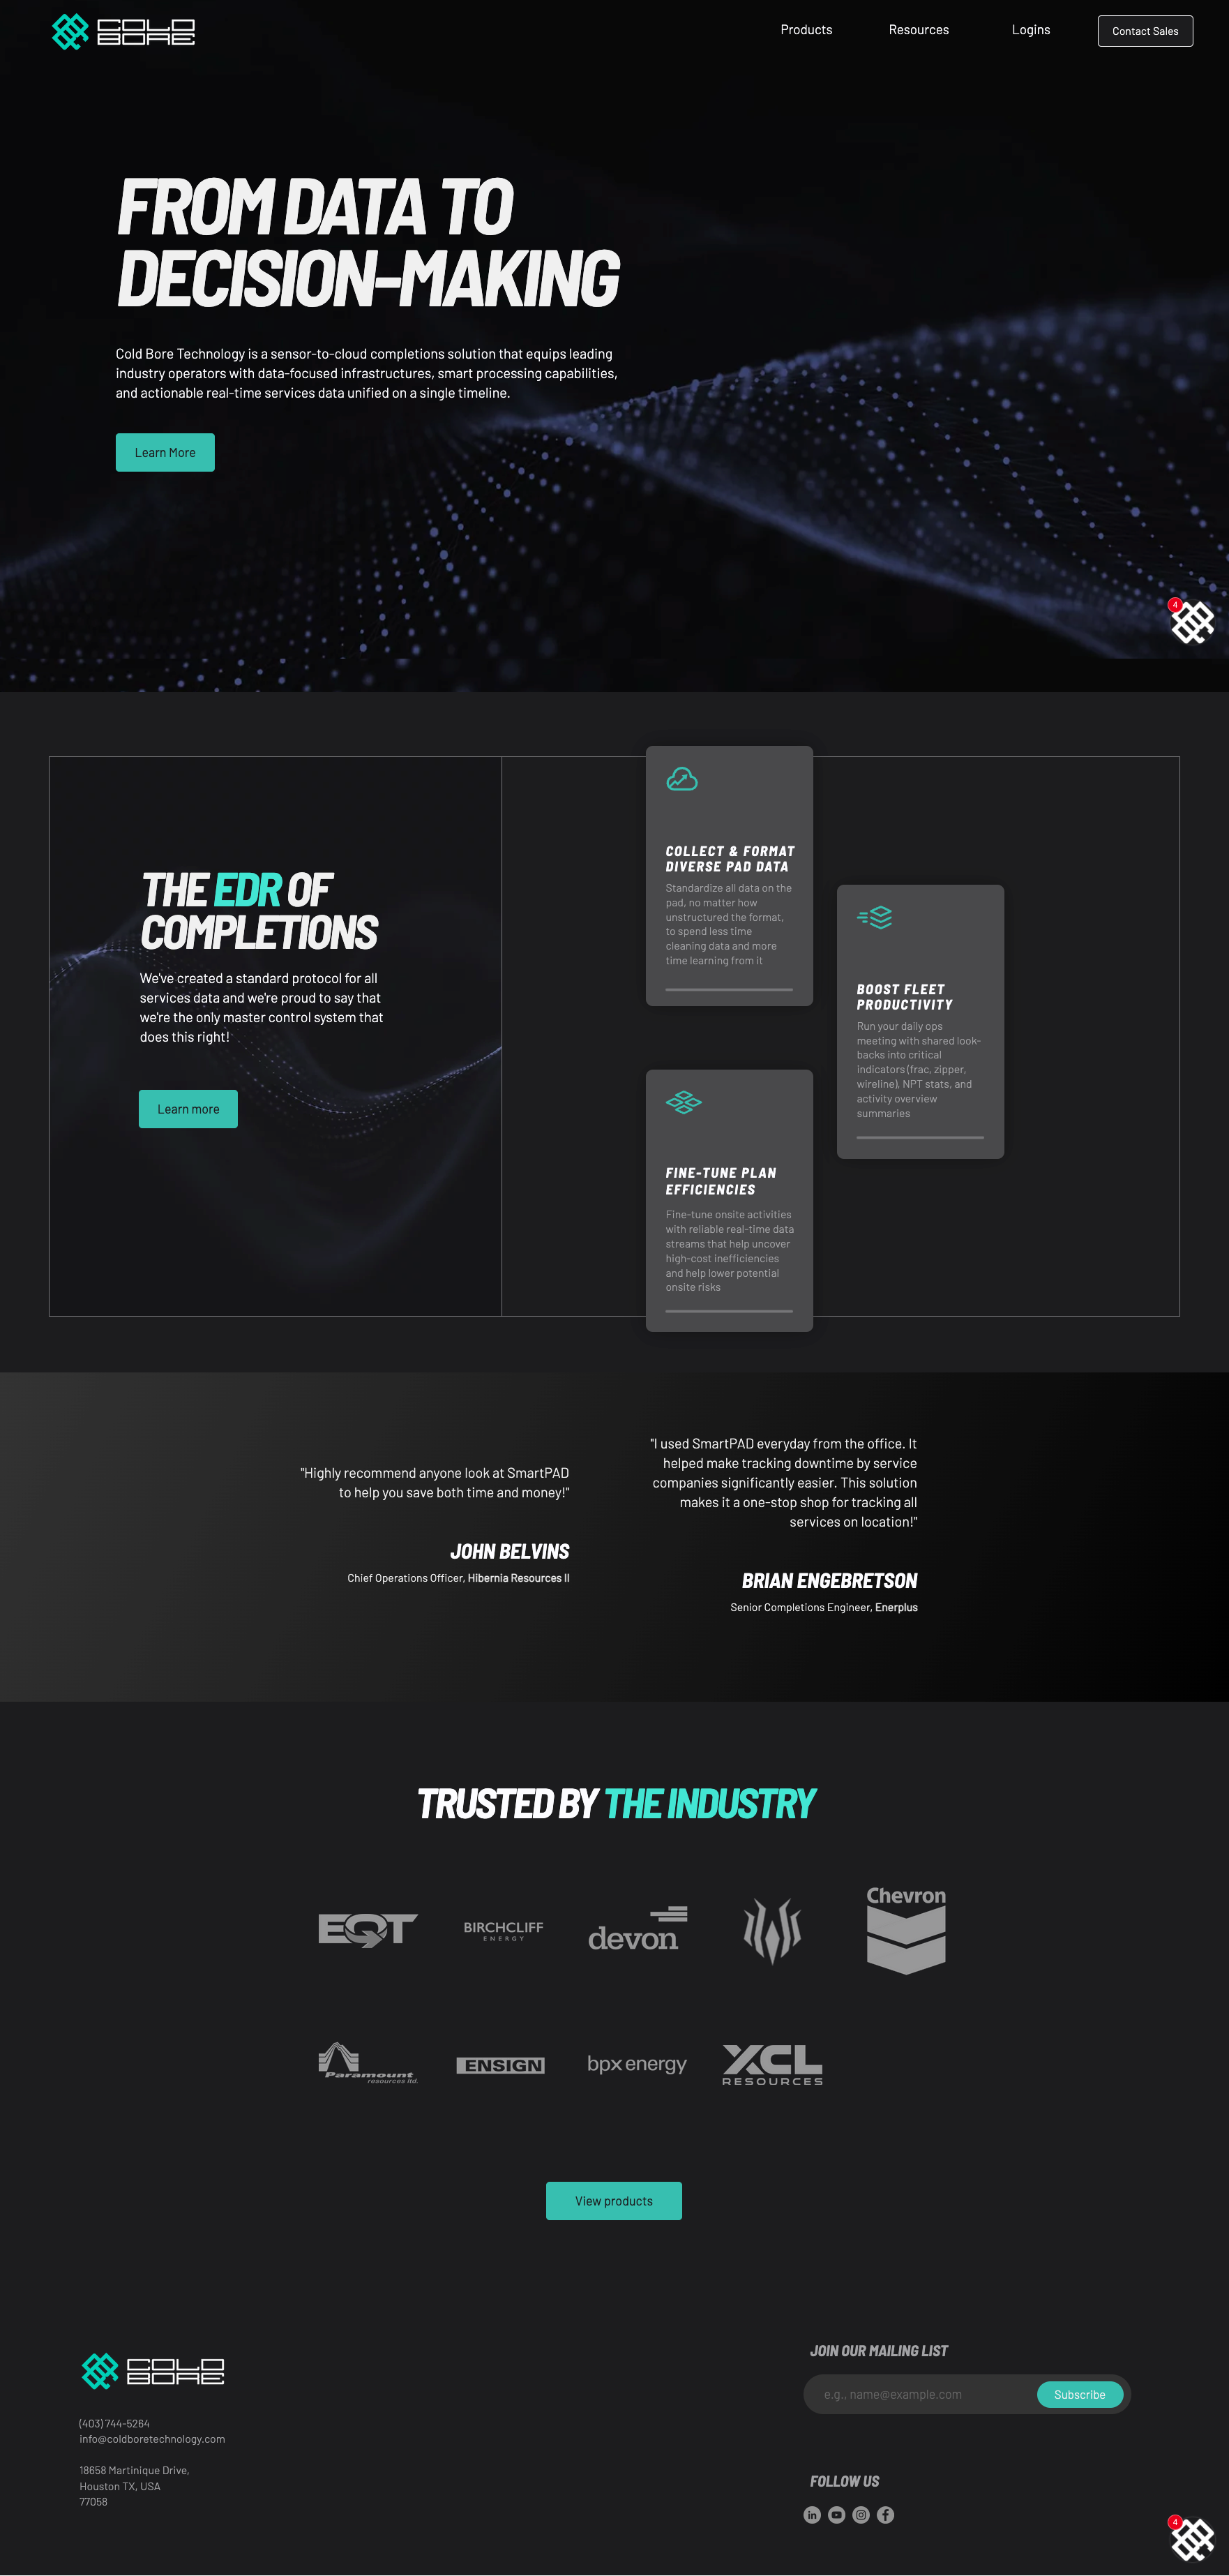 COLD
BORE
Products
Resources
Logins
Contact Sales
FROM DATA TO
DECISION-MAKING
Cold Bore Technology is a sensor-to-cloud completions solution that equips leading
industry operators with data-focused infrastructures, smart processing capabilities,
and actionable real-time services data unified on a single timeline.
Learn More
4
THE EDR OF
COMPLETIONS
We've created a standard protocol for all
services data and we're proud to say that
we're the only master control system that
does this right!
Learn more
COLLECT & FORMAT
DIVERSE PAD DATA
Standardize all data on the
pad, no matter how
unstructured the format,
to spend less time
cleaning data and more
time learning from it
BOOST FLEET
PRODUCTIVITY
Run your daily ops
meeting with shared look-
backs into critical
indicators (frac, zipper,
wireline), NPT stats, and
activity overview
summaries
FINE-TUNE PLAN
EFFICIENCIES
Fine-tune onsite activities
with reliable real-time data
streams that help uncover
high-cost inefficiencies
and help lower potential
onsite risks
"Highly recommend anyone look at SmartPAD
to help you save both time and money!"
JOHN BELVINS
Chief Operations Officer, Hibernia Resources II
"I used SmartPAD everyday from the office. It
helped make tracking downtime by service
companies significantly easier. This solution
makes it a one-stop shop for tracking all
services on location!"
BRIAN ENGEBRETSON
Senior Completions Engineer, Enerplus
TRUSTED BY THE INDUSTRY
EQT
BIRCHCLIFF
ENERGY
devon
Chevron
Paramount
resources ltd.
ENSIGN
bpx energy
XCL
RESOURCES
View products
COLD
BORE
(403) 744-5264
info@coldboretechnology.com
18658 Martinique Drive,
Houston TX, USA
77058
JOIN OUR MAILING LIST
e.g., name@example.com
Subscribe
FOLLOW US
in
f
4